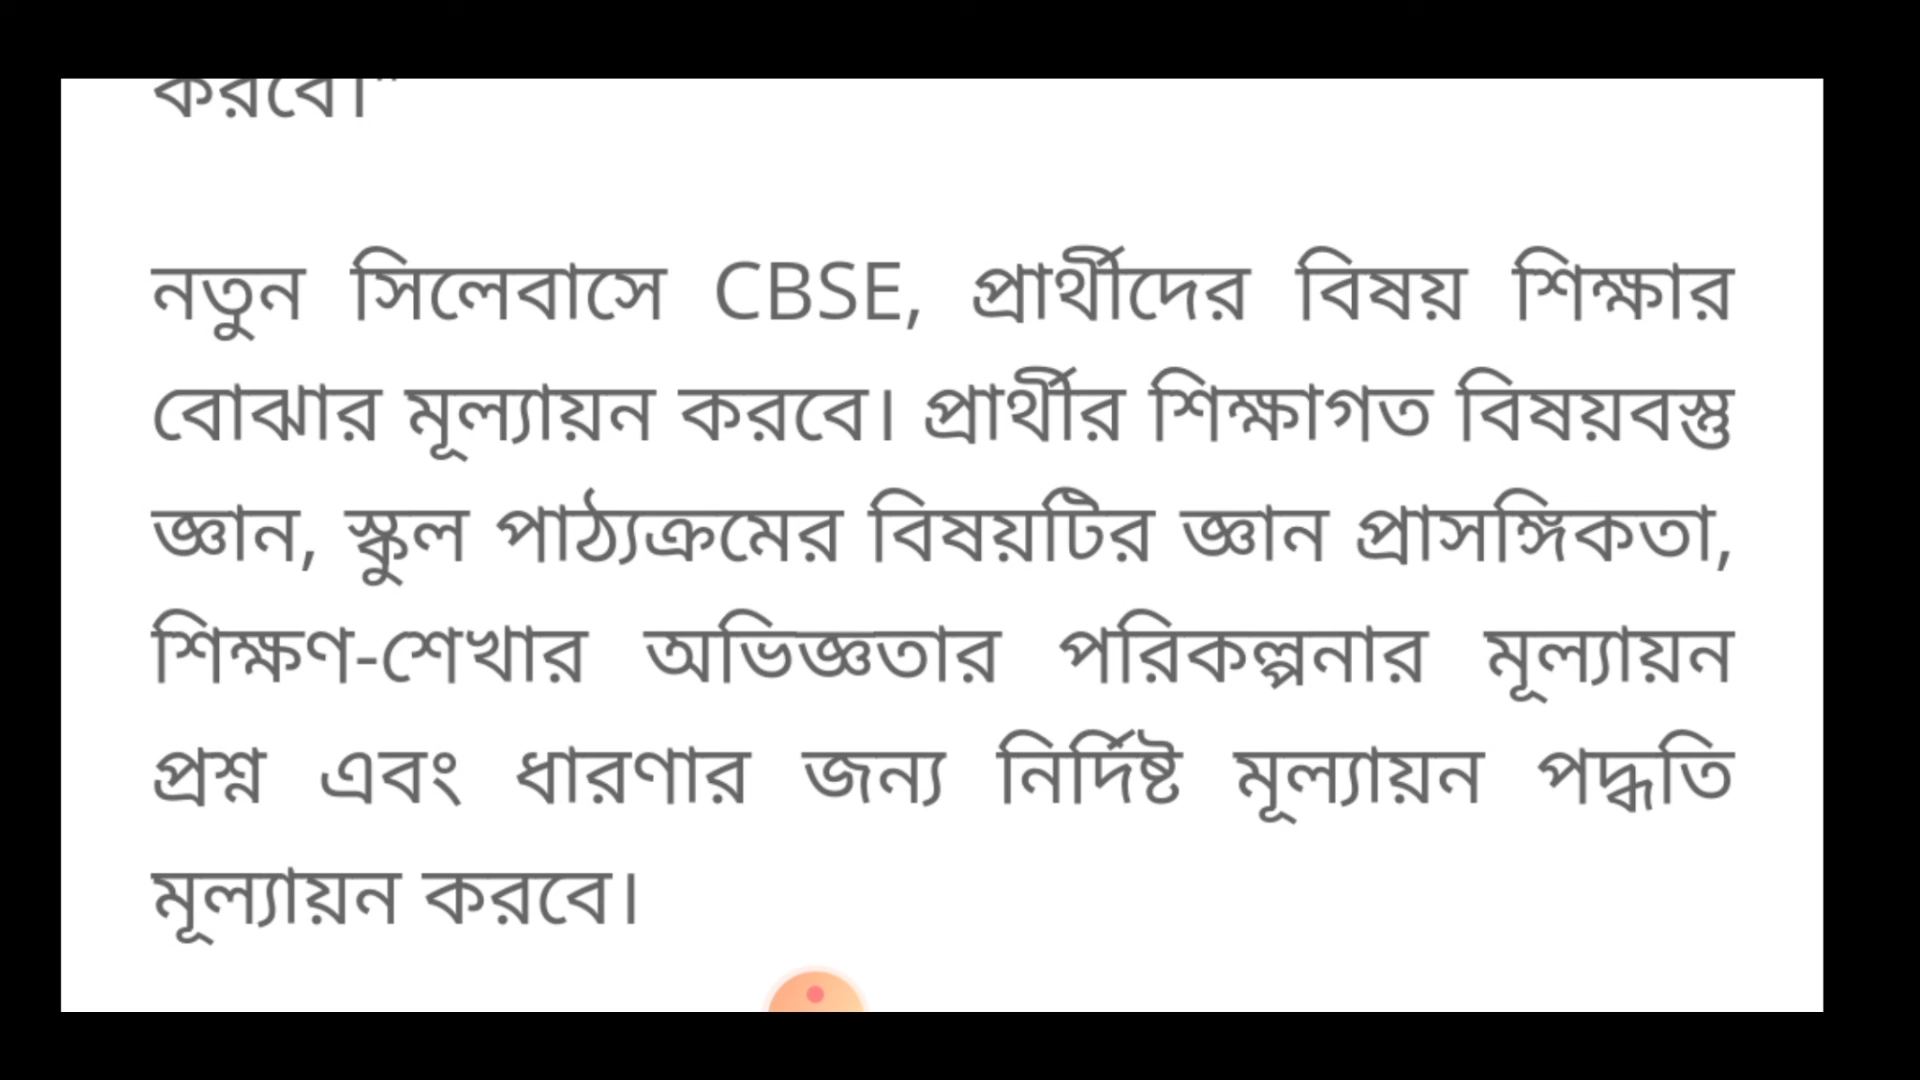 করবে।"
নতুন সিলেবাসে CBSE, প্রার্থীদের বিষয় শিক্ষার
বোঝার মূল্যায়ন করবে। প্রার্থীর শিক্ষাগত বিষয়বস্তু
জ্ঞান, স্কুল পাঠ্যক্রমের বিষয়টির জ্ঞান প্রাসঙ্গিকতা,
শিক্ষণ-শেখার অভিজ্ঞতার পরিকল্পনার মূল্যায়ন
প্রশ্ন এবং ধারণার জন্য নির্দিষ্ট মূল্যায়ন পদ্ধতি
মূল্যায়ন করবে।